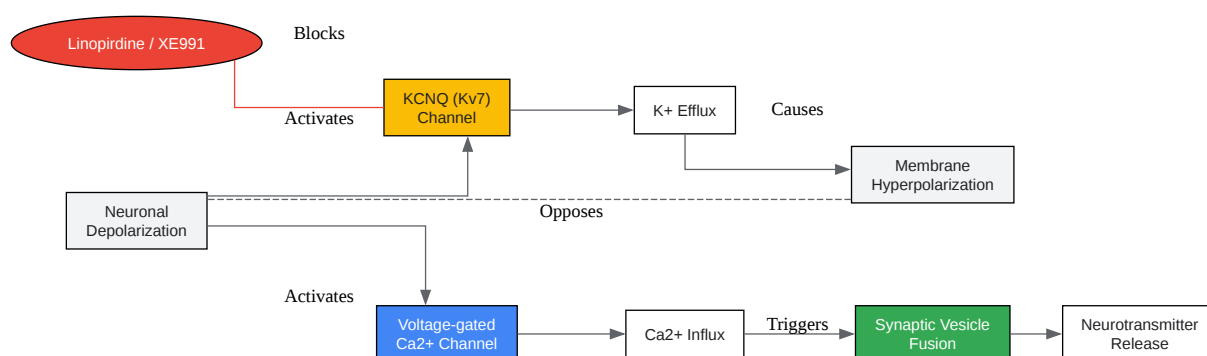 Blocks
Linopirdine / XE991
KCNQ (Kv7)
Channel
Activates
K+ Efflux
Causes
Membrane
Hyperpolarization
Neuronal
Depolarization
Opposes
Activates
Voltage-gated
Ca2+ Channel
Ca2+ Influx
Triggers
Synaptic Vesicle
Fusion
Neurotransmitter
Release